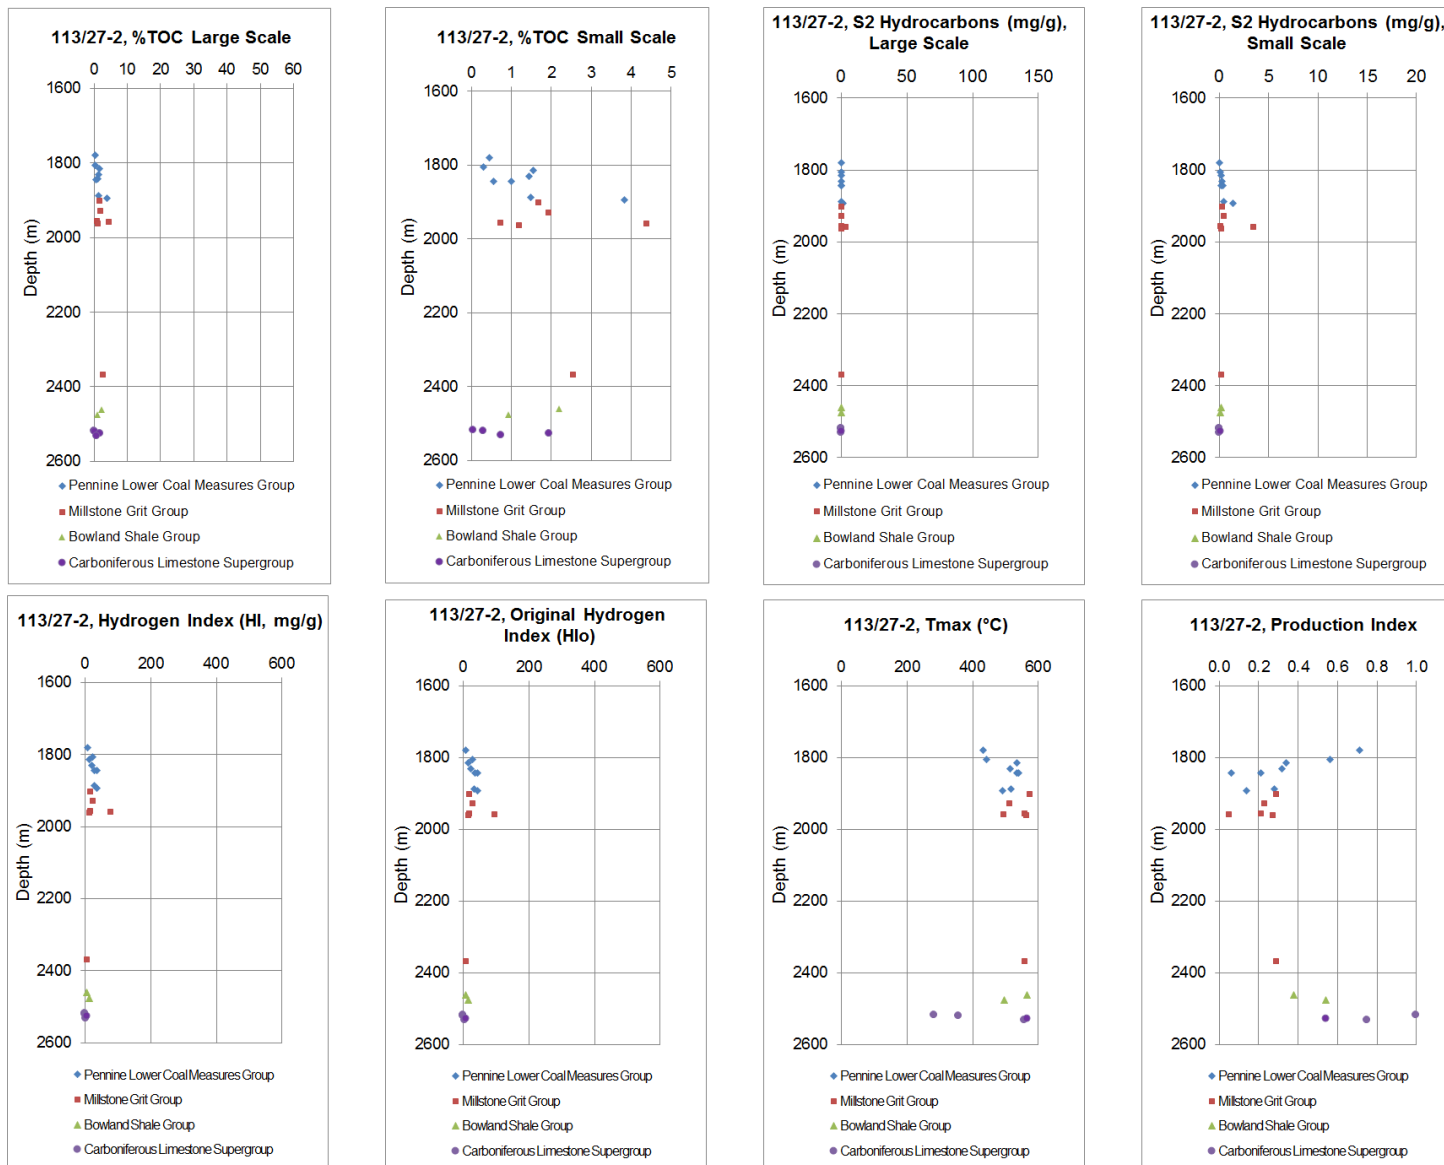 113/27-2, %TOC Large Scale
0 10 20 30 40 50 60
1600
1800
2000
2200
2400
2600
Depth (m)
Pennine Lower Coal Measures Group
Millstone Grit Group
Bowland Shale Group
Carboniferous Limestone Supergroup
113/27-2, %TOC Small Scale
0 1 2 3 4 5
1600
1800
2000
2200
2400
2600
Depth (m)
Pennine Lower Coal Measures Group
Millstone Grit Group
Bowland Shale Group
Carboniferous Limestone Supergroup
113/27-2, S2 Hydrocarbons (mg/g),
Large Scale
0 50 100 150
1600
1800
2000
2200
2400
2600
Depth (m)
Pennine Lower Coal Measures Group
Millstone Grit Group
Bowland Shale Group
Carboniferous Limestone Supergroup
113/27-2, S2 Hydrocarbons (mg/g),
Small Scale
0 5 10 15 20
1600
1800
2000
2200
2400
2600
Depth (m)
Pennine Lower Coal Measures Group
Millstone Grit Group
Bowland Shale Group
Carboniferous Limestone Supergroup
113/27-2, Hydrogen Index (HI, mg/g)
0 200 400 600
1600
1800
2000
2200
2400
2600
Depth (m)
Pennine Lower Coal Measures Group
Millstone Grit Group
Bowland Shale Group
Carboniferous Limestone Supergroup
113/27-2, Original Hydrogen
Index (HIo)
0 200 400 600
1600
1800
2000
2200
2400
2600
Depth (m)
Pennine Lower Coal Measures Group
Millstone Grit Group
Bowland Shale Group
Carboniferous Limestone Supergroup
113/27-2, Tmax (°C)
0 200 400 600
1600
1800
2000
2200
2400
2600
Depth (m)
Pennine Lower Coal Measures Group
Millstone Grit Group
Bowland Shale Group
Carboniferous Limestone Supergroup
113/27-2, Production Index
0.0 0.2 0.4 0.6 0.8 1.0
1600
1800
2000
2200
2400
2600
Depth (m)
Pennine Lower Coal Measures Group
Millstone Grit Group
Bowland Shale Group
Carboniferous Limestone Supergroup